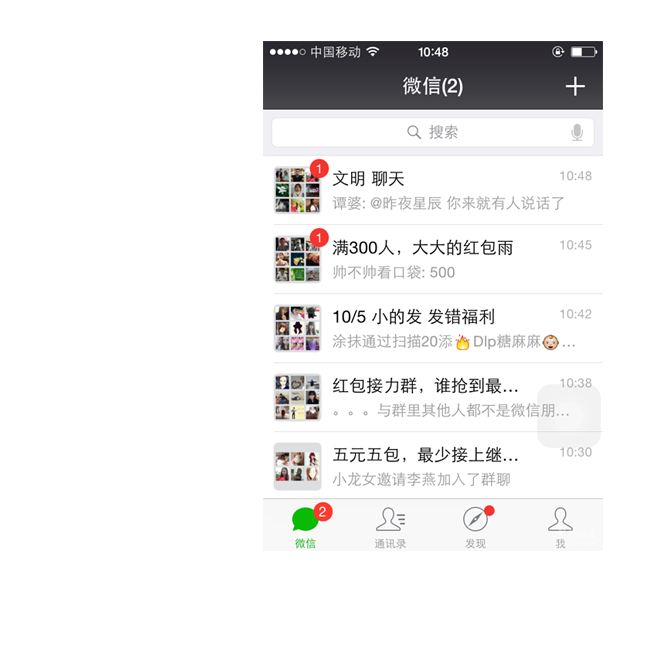 中国移动 10:48
微信(2)
搜索
1
文明 聊天 10:48
谭婆: @昨夜星辰 你来就有人说话了
1
满300人，大大的红包雨 10:45
帅不帅看口袋: 500
10/5 小的发 发错福利 10:42
涂抹通过扫描20添🔥Dlp糖麻麻👶…
红包接力群，谁抢到最… 10:38
。。。与群里其他人都不是微信朋…
五元五包，最少接上继… 10:30
小龙女邀请李燕加入了群聊
2
微信 通讯录 发现 我